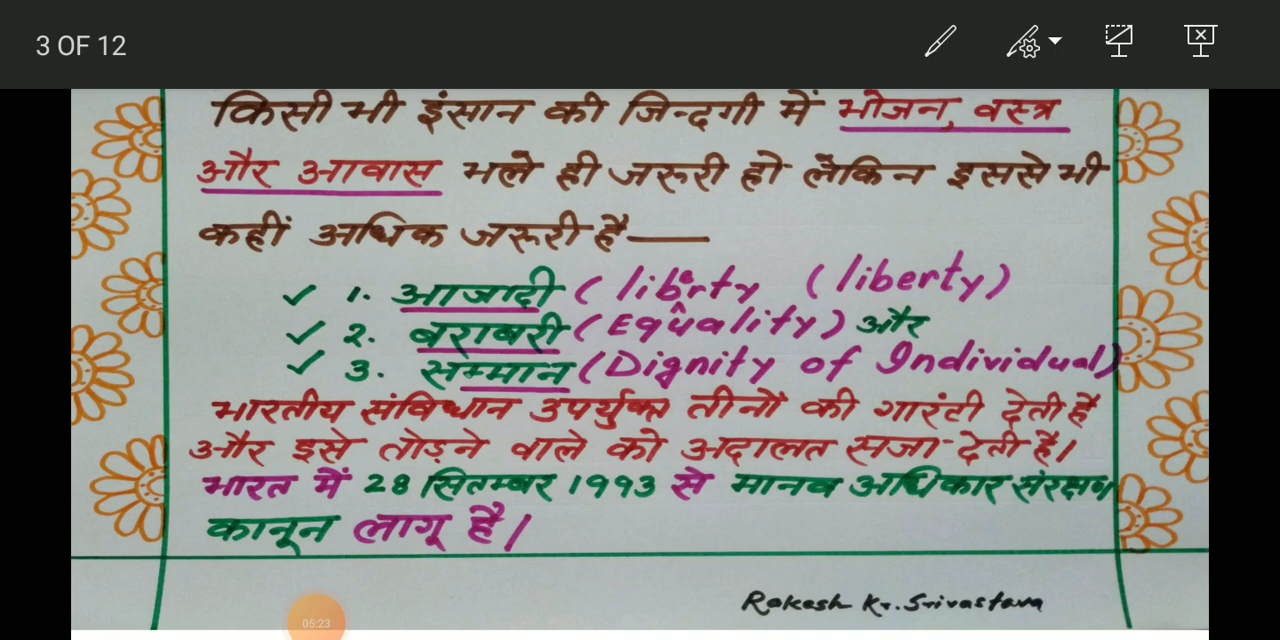 3 OF 12
किसी भी इंसान की जिन्दगी में भोजन, वस्त्र
और आवास भले ही जरुरी हो लेकिन इससे भी
कहीं अधिक जरूरी है—
✓ 1. आजादी (liberty (liberty)
✓ 2. बराबरी (Equality) और
✓ 3. सम्मान (Dignity of Individual)
भारतीय संविधान उपर्युक्त तीनों की गारंटी देती है
और इसे तोड़ने वाले को अदालत सजा देती है।
भारत में 28 सितम्बर 1993 से मानव अधिकार संरक्षण
कानून लागू है।
Rakesh Kr. Srivastava
05:23